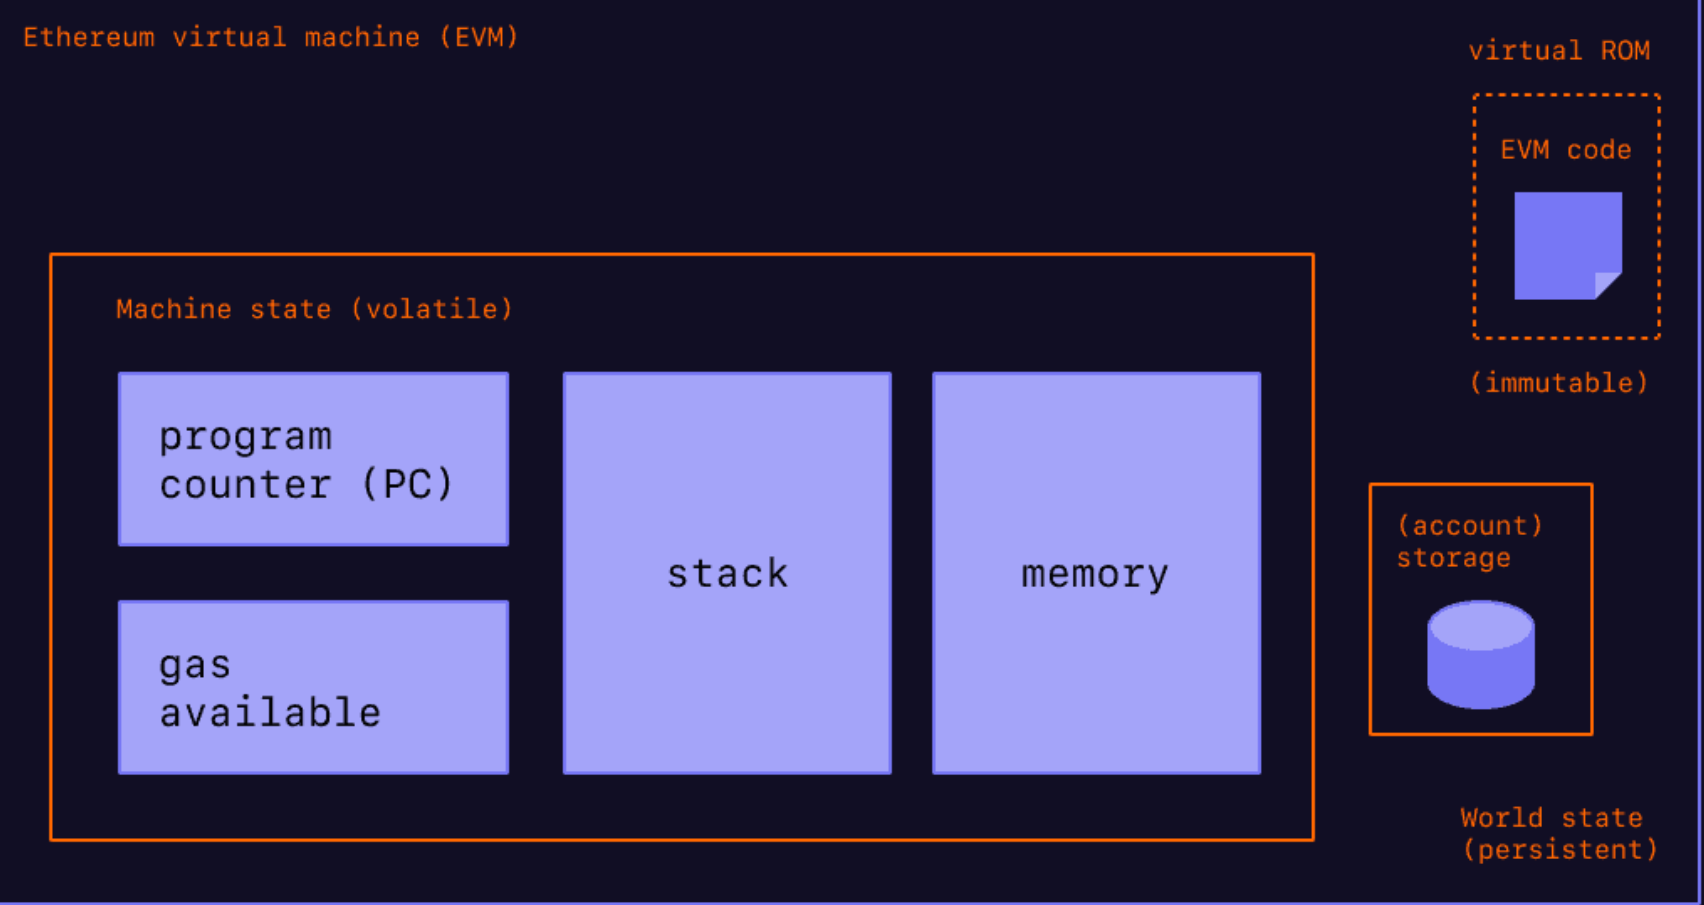 Ethereum virtual machine (EVM)
virtual ROM
EVM code
(immutable)
Machine state (volatile)
program
counter (PC)
gas
available
stack
memory
(account)
storage
World state
(persistent)